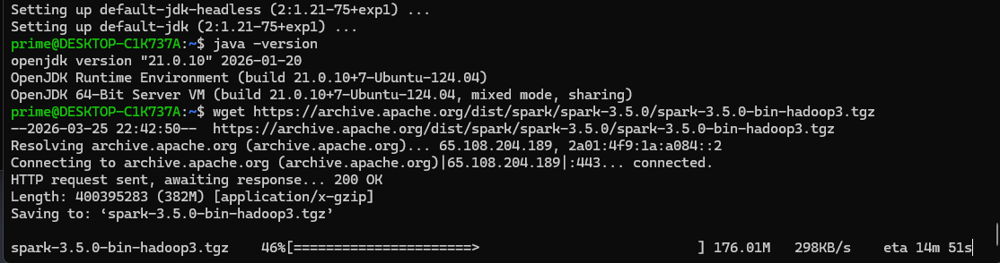 Setting up default-jdk-headless (2:1.21-75+exp1) ...
Setting up default-jdk (2:1.21-75+exp1) ...
prime@DESKTOP-C1K737A:~$ java -version
openjdk version "21.0.10" 2026-01-20
OpenJDK Runtime Environment (build 21.0.10+7-Ubuntu-124.04)
OpenJDK 64-Bit Server VM (build 21.0.10+7-Ubuntu-124.04, mixed mode, sharing)
prime@DESKTOP-C1K737A:~$ wget https://archive.apache.org/dist/spark/spark-3.5.0/spark-3.5.0-bin-hadoop3.tgz
--2026-03-25 22:42:50--  https://archive.apache.org/dist/spark/spark-3.5.0/spark-3.5.0-bin-hadoop3.tgz
Resolving archive.apache.org (archive.apache.org)... 65.108.204.189, 2a01:4f9:1a:a084::2
Connecting to archive.apache.org (archive.apache.org)|65.108.204.189|:443... connected.
HTTP request sent, awaiting response... 200 OK
Length: 400395283 (382M) [application/x-gzip]
Saving to: ‘spark-3.5.0-bin-hadoop3.tgz’
spark-3.5.0-bin-hadoop3.tgz    46%[======================>                          ] 176.01M   298KB/s    eta 14m 51s